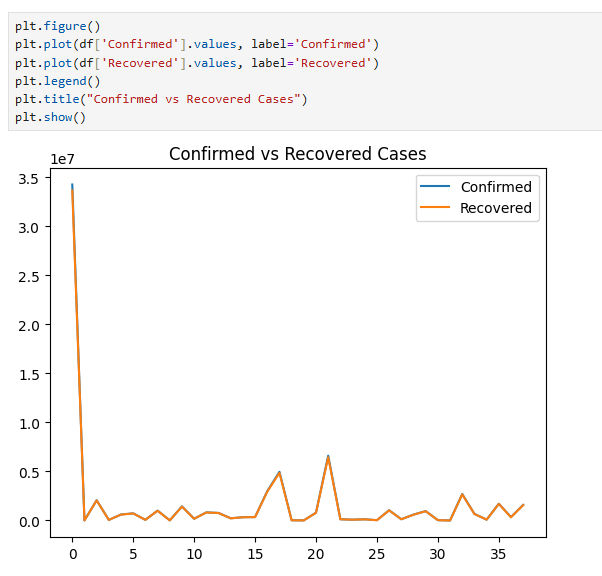 plt.figure()
plt.plot(df['Confirmed'].values, label='Confirmed')
plt.plot(df['Recovered'].values, label='Recovered')
plt.legend()
plt.title("Confirmed vs Recovered Cases")
plt.show()
Confirmed vs Recovered Cases
1e7
Confirmed
Recovered
3.5
3.0
2.5
2.0
1.5
1.0
0.5
0.0
0 5 10 15 20 25 30 35